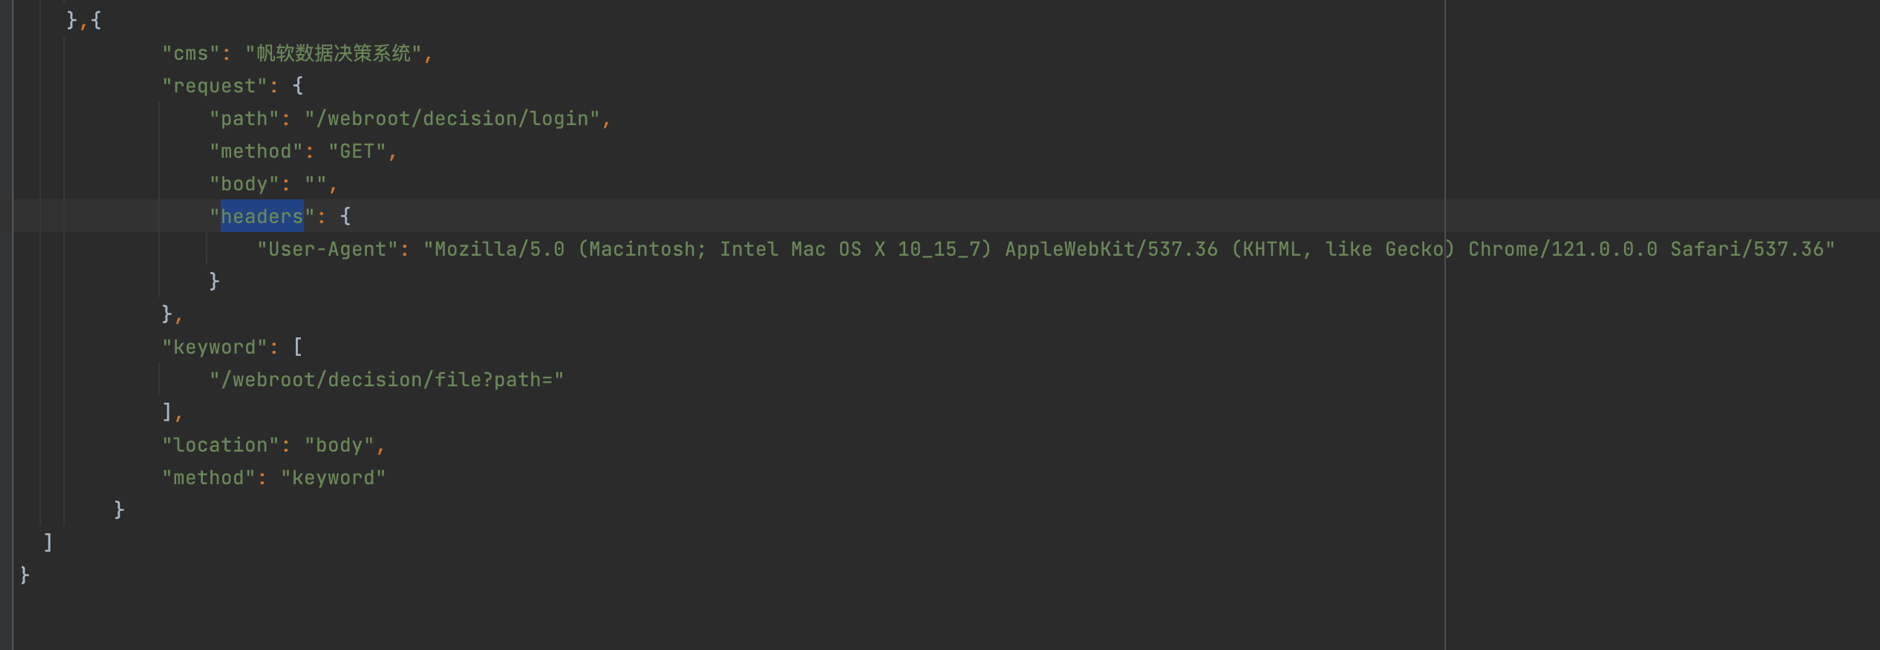 },{
"cms": "帆软数据决策系统",
"request": {
"path": "/webroot/decision/login",
"method": "GET",
"body": "",
"headers": {
"User-Agent": "Mozilla/5.0 (Macintosh; Intel Mac OS X 10_15_7) AppleWebKit/537.36 (KHTML, like Gecko) Chrome/121.0.0.0 Safari/537.36"
}
},
"keyword": [
"/webroot/decision/file?path="
],
"location": "body",
"method": "keyword"
}
]
}